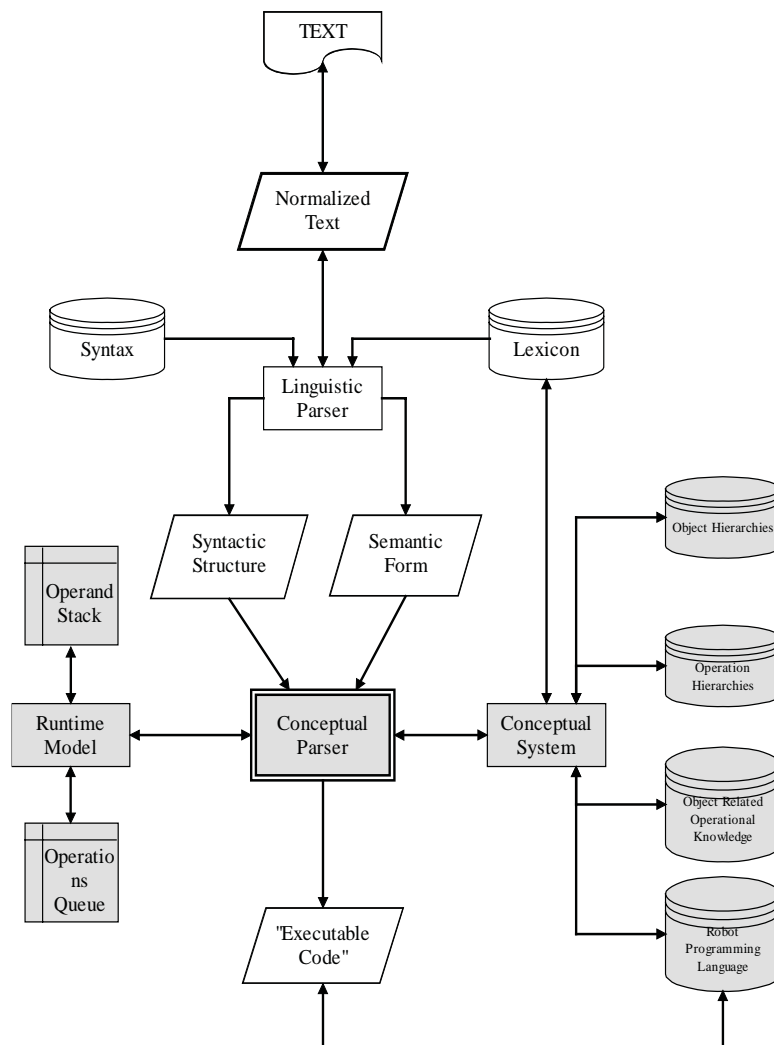 TEXT
Normalized
Text
Syntax
Lexicon
Linguistic
Parser
Syntactic
Structure
Semantic
Form
Object Hierarchies
Operand
Stack
Operation
Hierarchies
Runtime
Model
Conceptual
Parser
Conceptual
System
Object Related
Operational
Knowledge
Operatio
ns
Queue
"Executable
Code"
Robot
Programming
Language